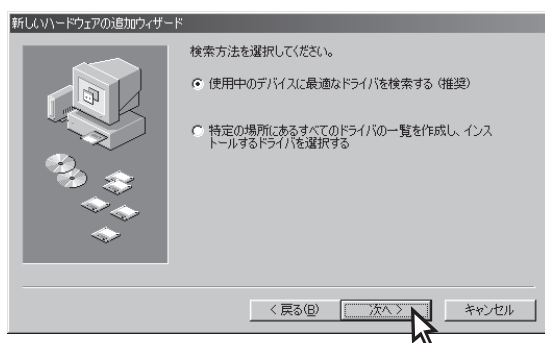 新しいハードウェアの追加ウィザード
検索方法を選択してください。
使用中のデバイスに最適なドライバを検索する (推奨)
特定の場所にあるすべてのドライバの一覧を作成し、インス
トールするドライバを選択する
< 戻る(B)
次へ >
キャンセル